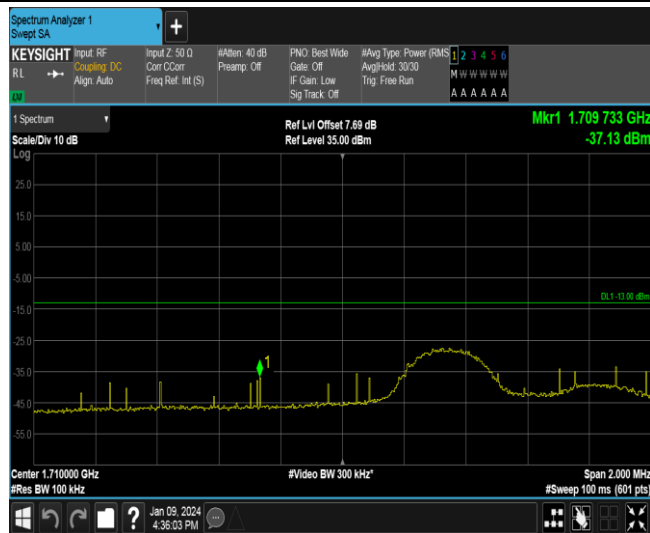 Spectrum Analyzer 1
Swept SA
+
KEYSIGHT Input: RF Input Z: 50 Ω #Atten: 40 dB PNO: Best Wide #Avg Type: Power (RMS 1 2 3 4 5 6
RL Coupling: DC Corr CCorr Preamp: Off Gate: Off Avg|Hold: 30/30 M W W W W W
Align: Auto Freq Ref: Int (S) IF Gain: Low Trig: Free Run
Sig Track: Off A A A A A A
1 Spectrum
Ref Lvl Offset 7.69 dB Mkr1 1.709 733 GHz
Scale/Div 10 dB Ref Level 35.00 dBm -37.13 dBm
Log
25.0
15.0
5.00
-5.00
DL1 -13.00 dBm
-15.0
-25.0
1
-35.0
-45.0
-55.0
Center 1.710000 GHz #Video BW 300 kHz* Span 2.000 MHz
#Res BW 100 kHz #Sweep 100 ms (601 pts)
? Jan 09, 2024
4:36:03 PM